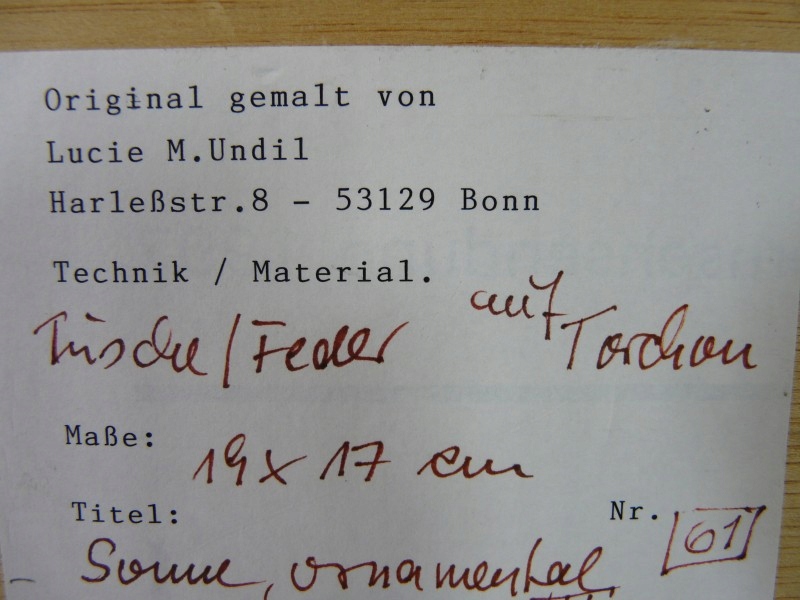 Original gemalt von
Lucie M.Undil
Harleßstr.8 - 53129 Bonn
Technik / Material.
Tusche/Feder auf Torchon
Maße:
19 x 17 cm
Titel: Nr. 61
Sonne, ornamental